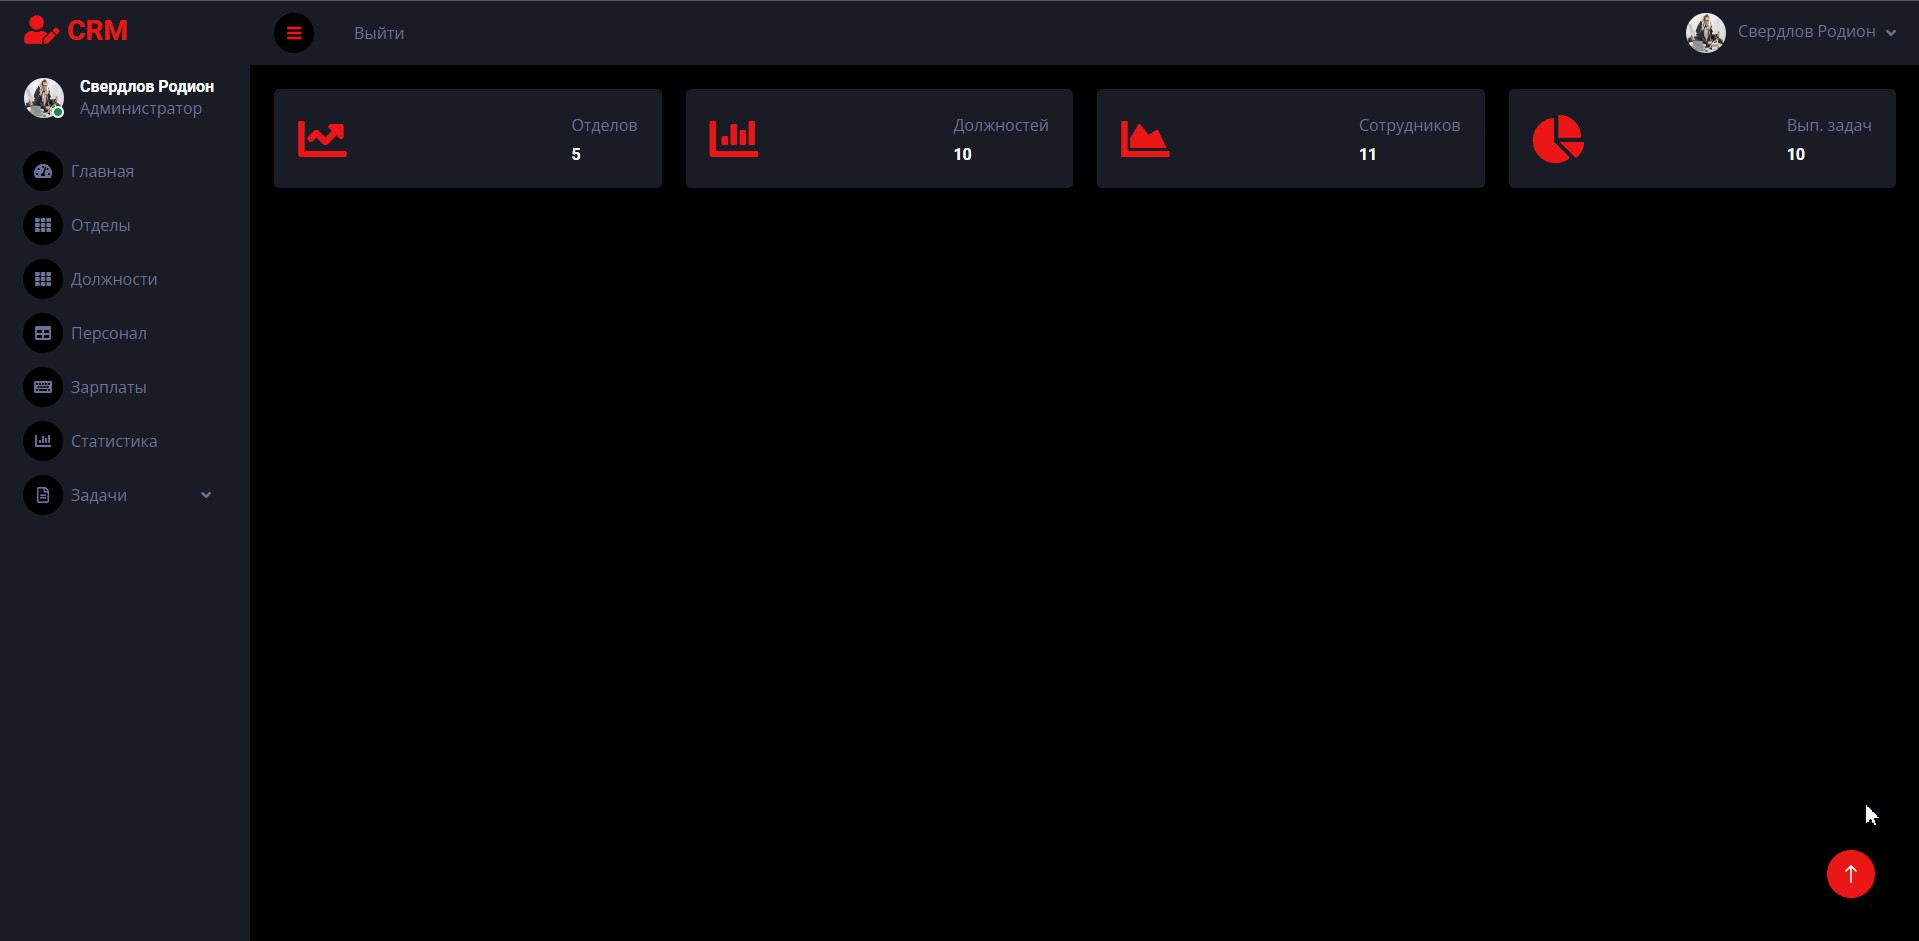 CRM
Выйти
Свердлов Родион
Свердлов Родион
Администратор
Главная
Отделы
Должности
Персонал
Зарплаты
Статистика
Задачи
Отделов
5
Должностей
10
Сотрудников
11
Вып. задач
10